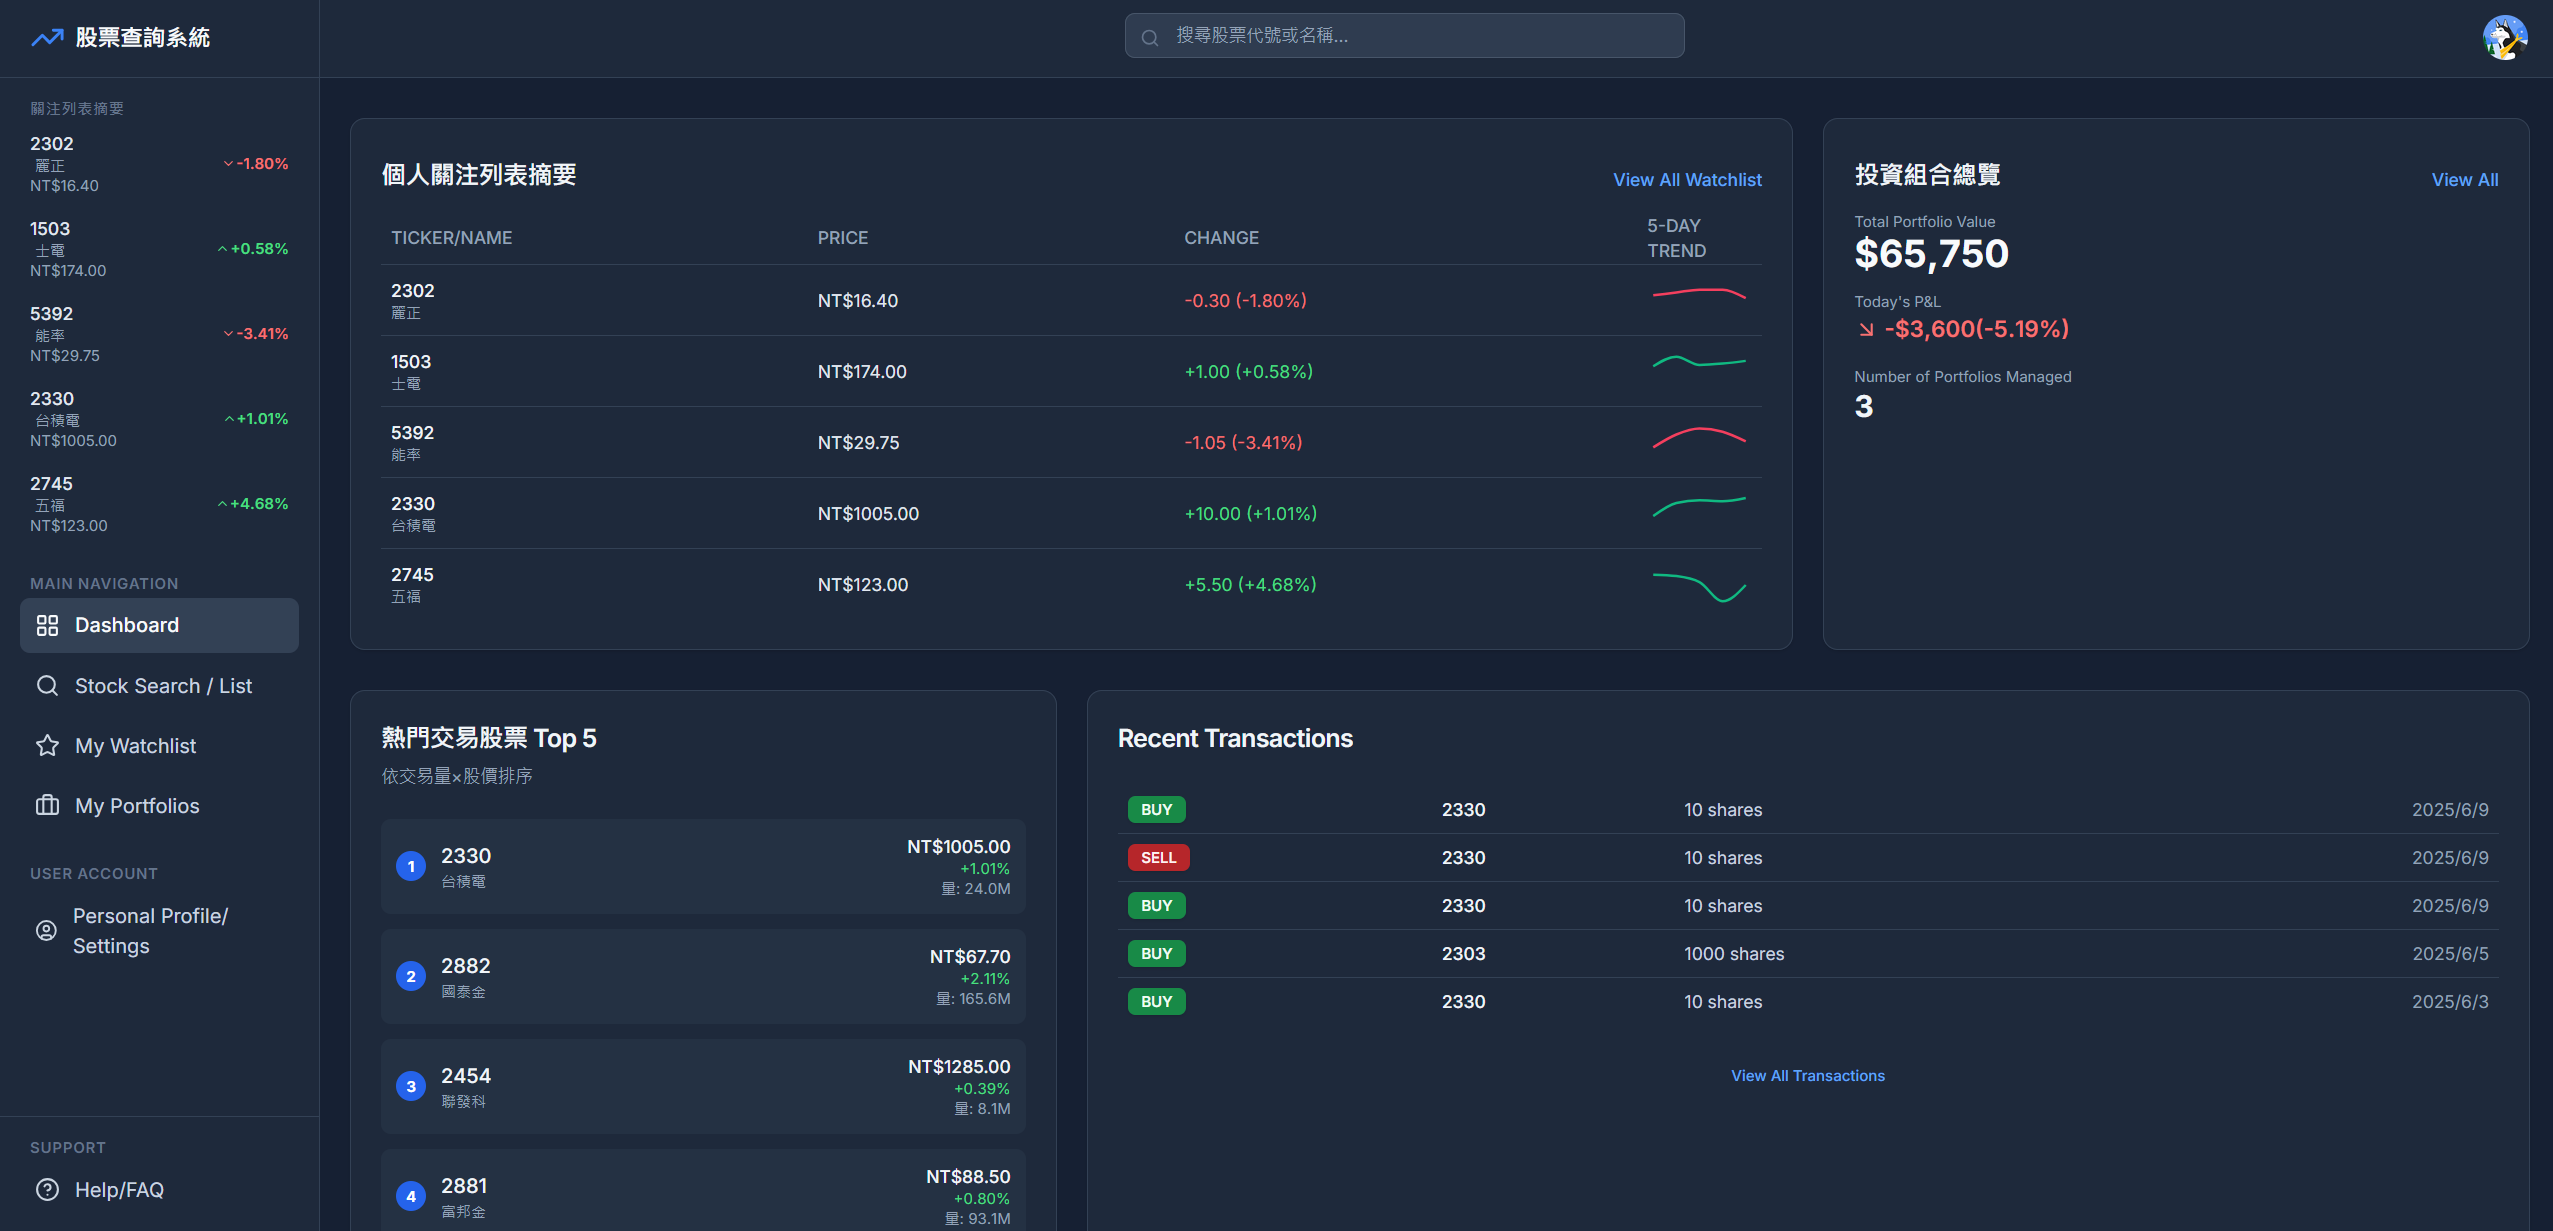 股票查詢系統
搜尋股票代號或名稱...
關注列表摘要
2302
麗正
NT$16.40
-1.80%
1503
士電
NT$174.00
+0.58%
5392
能率
NT$29.75
-3.41%
2330
台積電
NT$1005.00
+1.01%
2745
五福
NT$123.00
+4.68%
MAIN NAVIGATION
Dashboard
Stock Search / List
My Watchlist
My Portfolios
USER ACCOUNT
Personal Profile/
Settings
SUPPORT
Help/FAQ
個人關注列表摘要
View All Watchlist
TICKER/NAME PRICE CHANGE 5-DAY
TREND
2302
麗正
NT$16.40
-0.30 (-1.80%)
1503
士電
NT$174.00
+1.00 (+0.58%)
5392
能率
NT$29.75
-1.05 (-3.41%)
2330
台積電
NT$1005.00
+10.00 (+1.01%)
2745
五福
NT$123.00
+5.50 (+4.68%)
投資組合總覽
View All
Total Portfolio Value
$65,750
Today's P&L
-$3,600(-5.19%)
Number of Portfolios Managed
3
熱門交易股票 Top 5
依交易量×股價排序
1
2330
台積電
NT$1005.00
+1.01%
量: 24.0M
2
2882
國泰金
NT$67.70
+2.11%
量: 165.6M
3
2454
聯發科
NT$1285.00
+0.39%
量: 8.1M
4
2881
富邦金
NT$88.50
+0.80%
量: 93.1M
Recent Transactions
BUY 2330 10 shares 2025/6/9
SELL 2330 10 shares 2025/6/9
BUY 2330 10 shares 2025/6/9
BUY 2303 1000 shares 2025/6/5
BUY 2330 10 shares 2025/6/3
View All Transactions